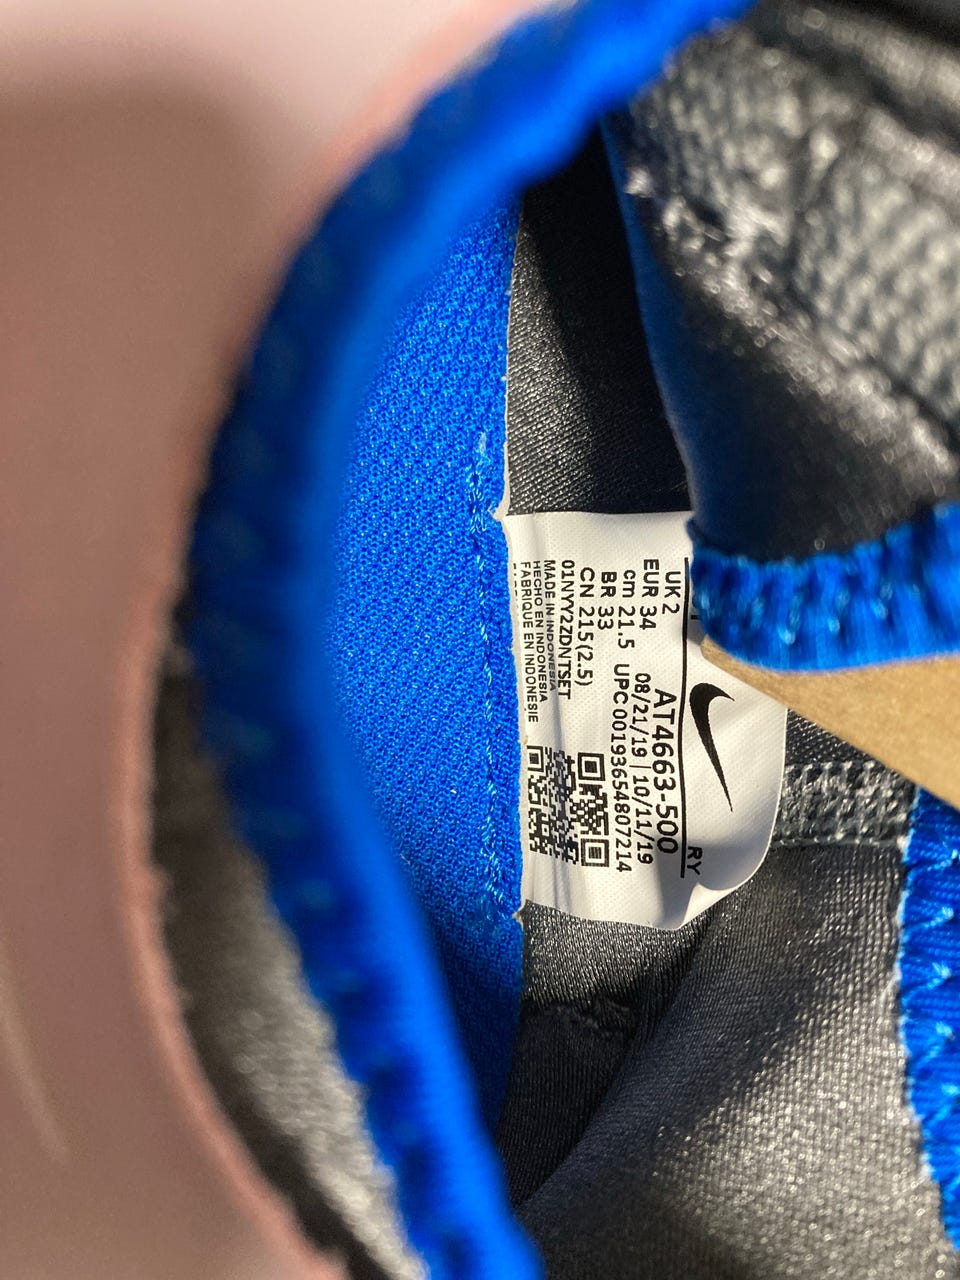 RY
UK 2
EUR 34 AT4663-500
cm 21.5 08/21/19 | 10/11/19
BR 33 UPC 00193654807214
CN 215(2.5)
01NYY2ZDNTSET
MADE IN INDONESIA
HECHO EN INDONESIA
FABRIQUE EN INDONESIE